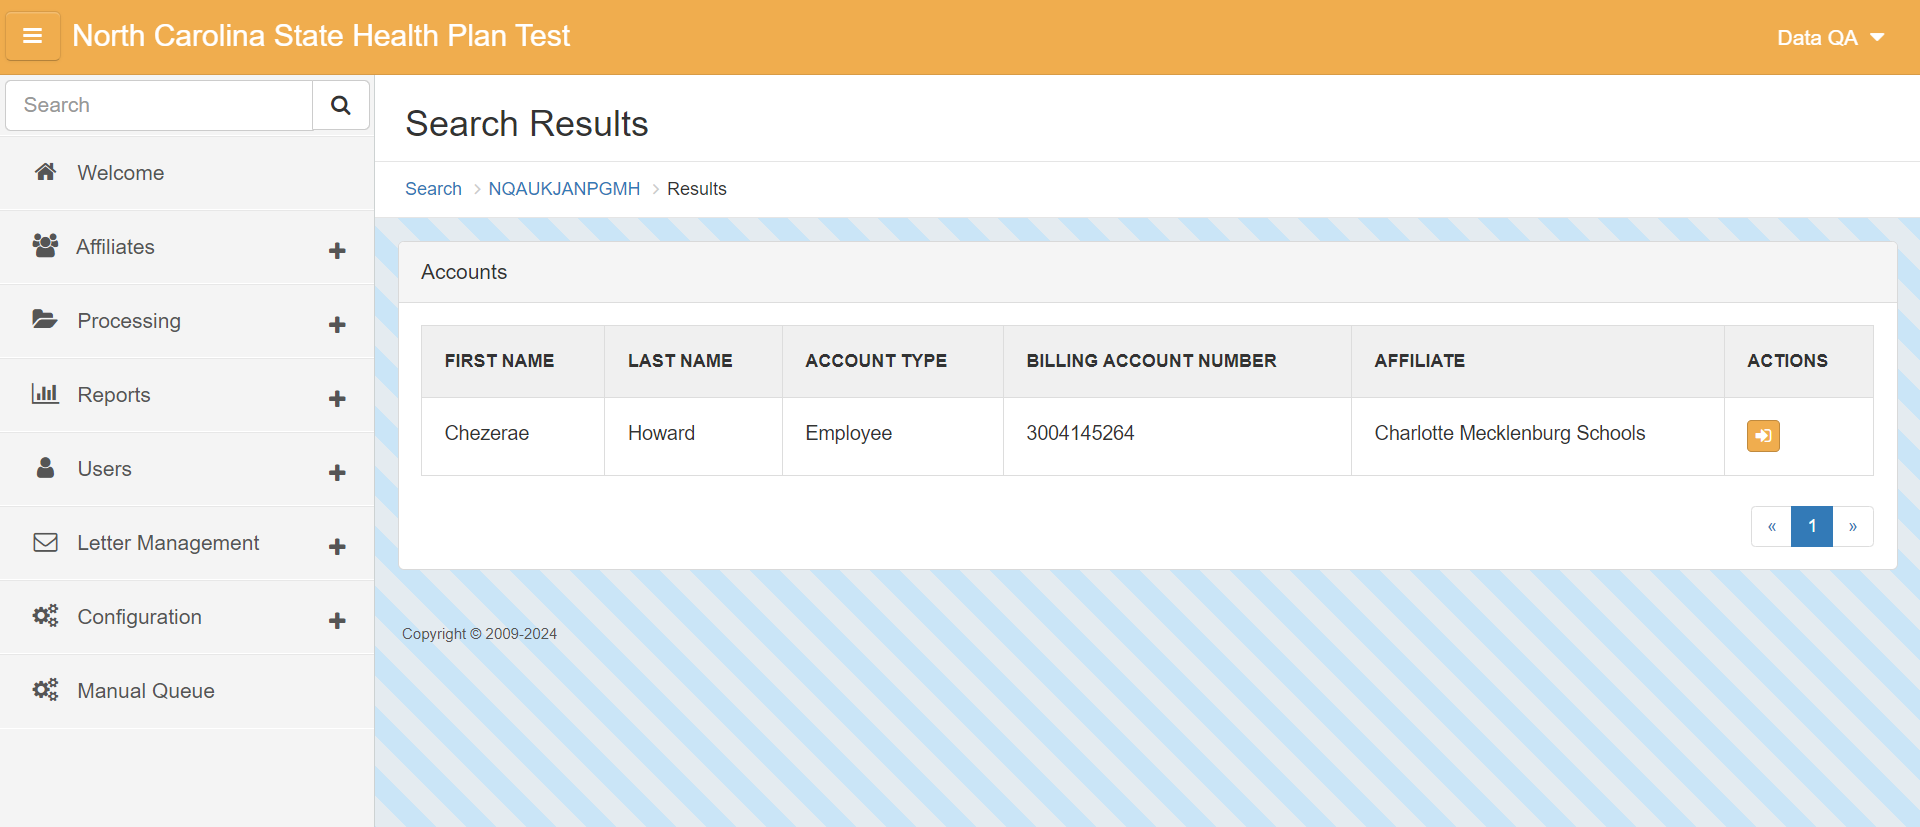 North Carolina State Health Plan Test
Data QA
Search
Welcome
Affiliates
Processing
Reports
Users
Letter Management
Configuration
Manual Queue
Search Results
Search > NQAUKJANPGMH > Results
Accounts
FIRST NAME LAST NAME ACCOUNT TYPE BILLING ACCOUNT NUMBER AFFILIATE ACTIONS
Chezerae Howard Employee 3004145264 Charlotte Mecklenburg Schools
« 1 »
Copyright © 2009-2024